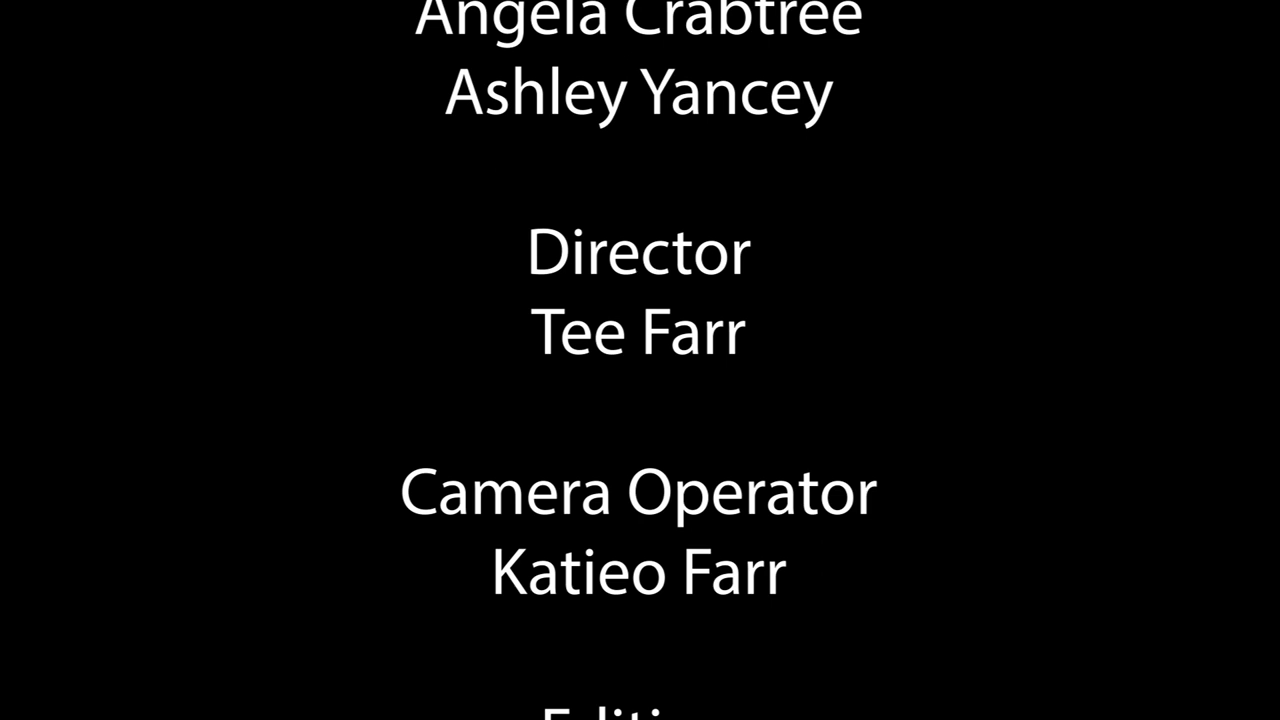 Angela Crabtree
Ashley Yancey
Director
Tee Farr
Camera Operator
Katieo Farr